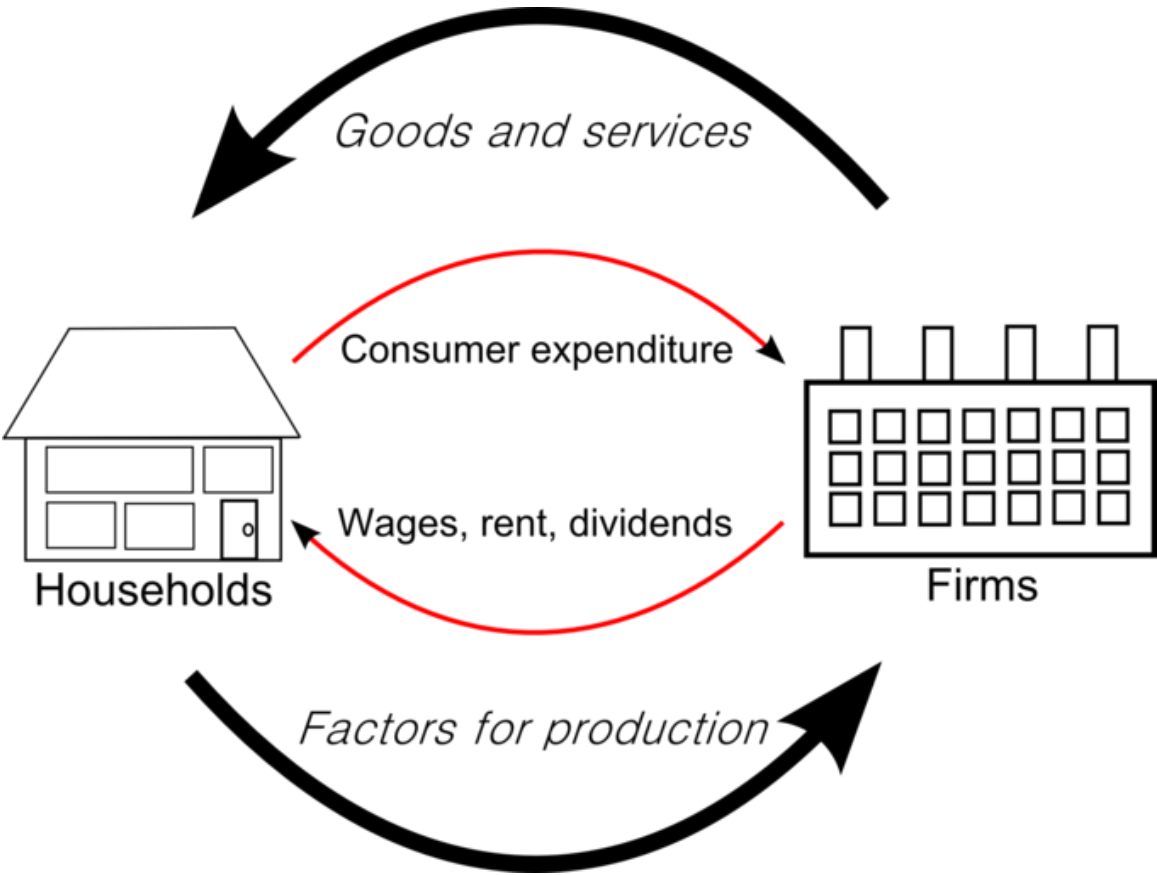 Goods and services
Consumer expenditure
Wages, rent, dividends
Households
Firms
Factors for production